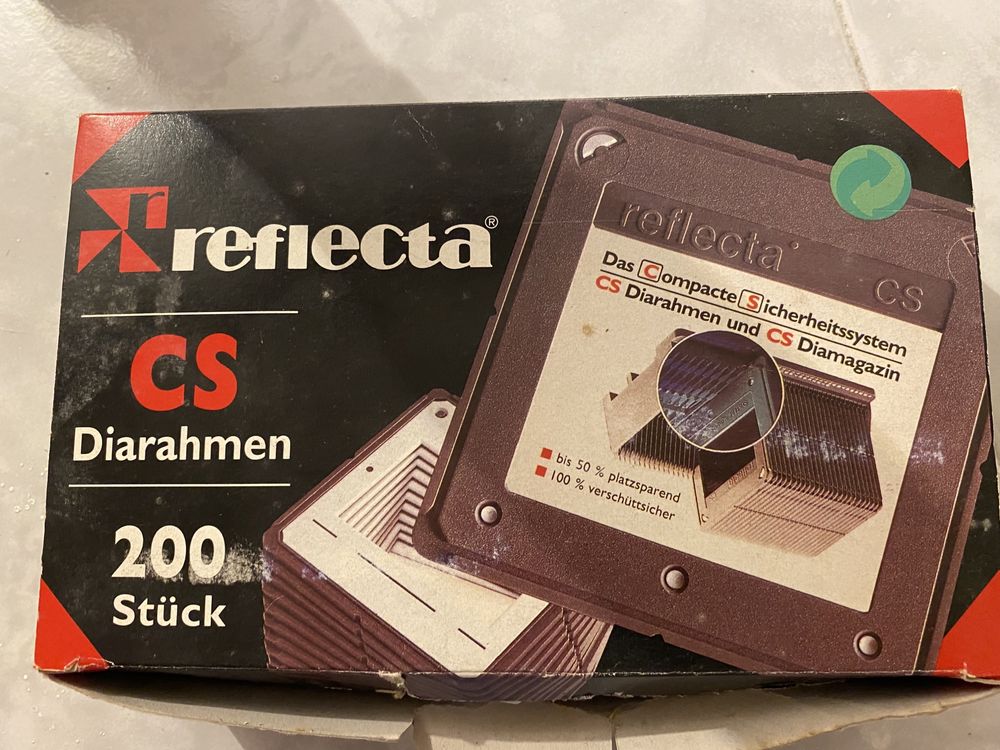 reflecta®
CS
Diarahmen
200
Stück
reflecta
CS
Das Compacte Sicherheitssystem
CS Diarahmen und CS Diamagazin
bis 50 % platzsparend
100 % verschüttsicher